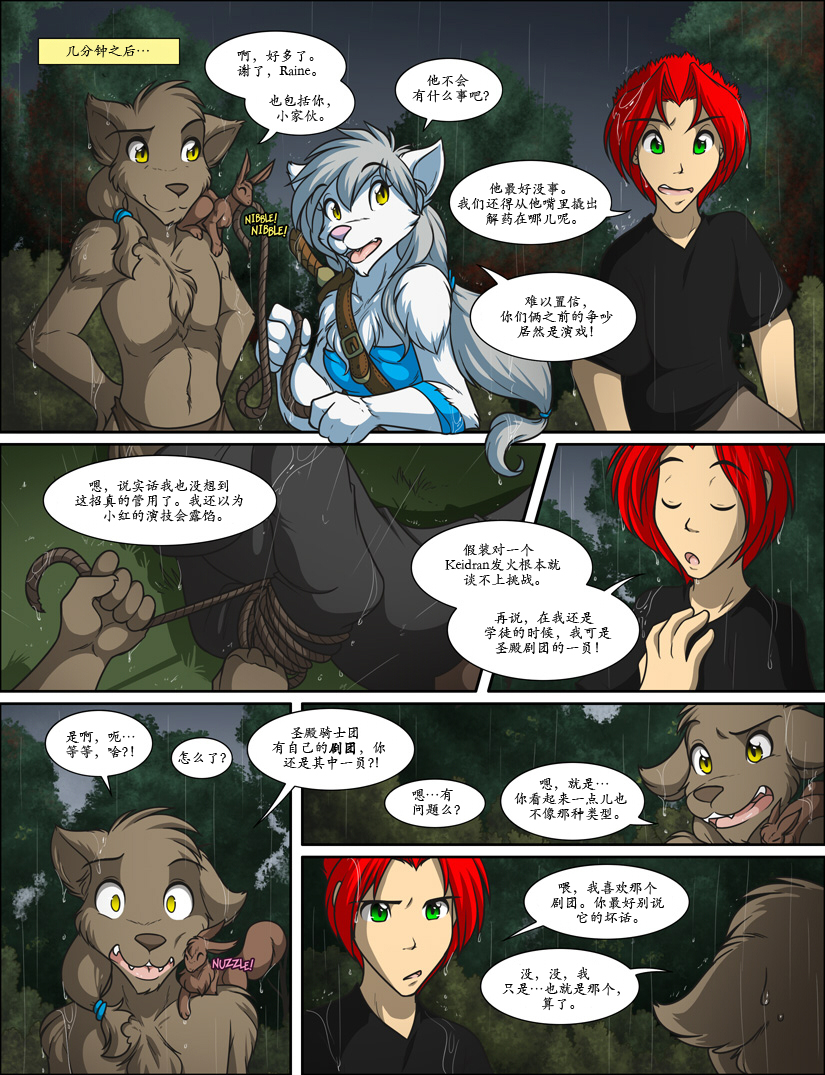 几分钟之后…
啊，好多了。
谢了，Raine。
也包括你，
小家伙。
他不会
有什么事吧？
NIBBLE!
NIBBLE!
他最好没事。
我们还得从他嘴里撬出
解药在哪儿呢。
难以置信，
你们俩之前的争吵
居然是演戏！
嗯，说实话我也没想到
这招真的管用了。我还以为
小红的演技会露馅。
假装对一个
Keidran发火根本就
谈不上挑战。
再说，在我还是
学徒的时候，我可是
圣殿剧团的一员！
是啊，呃…
等等，啥?！
怎么了？
圣殿骑士团
有自己的剧团，你
还是其中一员?！
NUZZLE!
嗯…有
问题么？
嗯，就是…
你看起来一点儿也
不像那种类型。
喂，我喜欢那个
剧团。你最好别说
它的坏话。
没，没，我
只是…也就是那个，
算了。